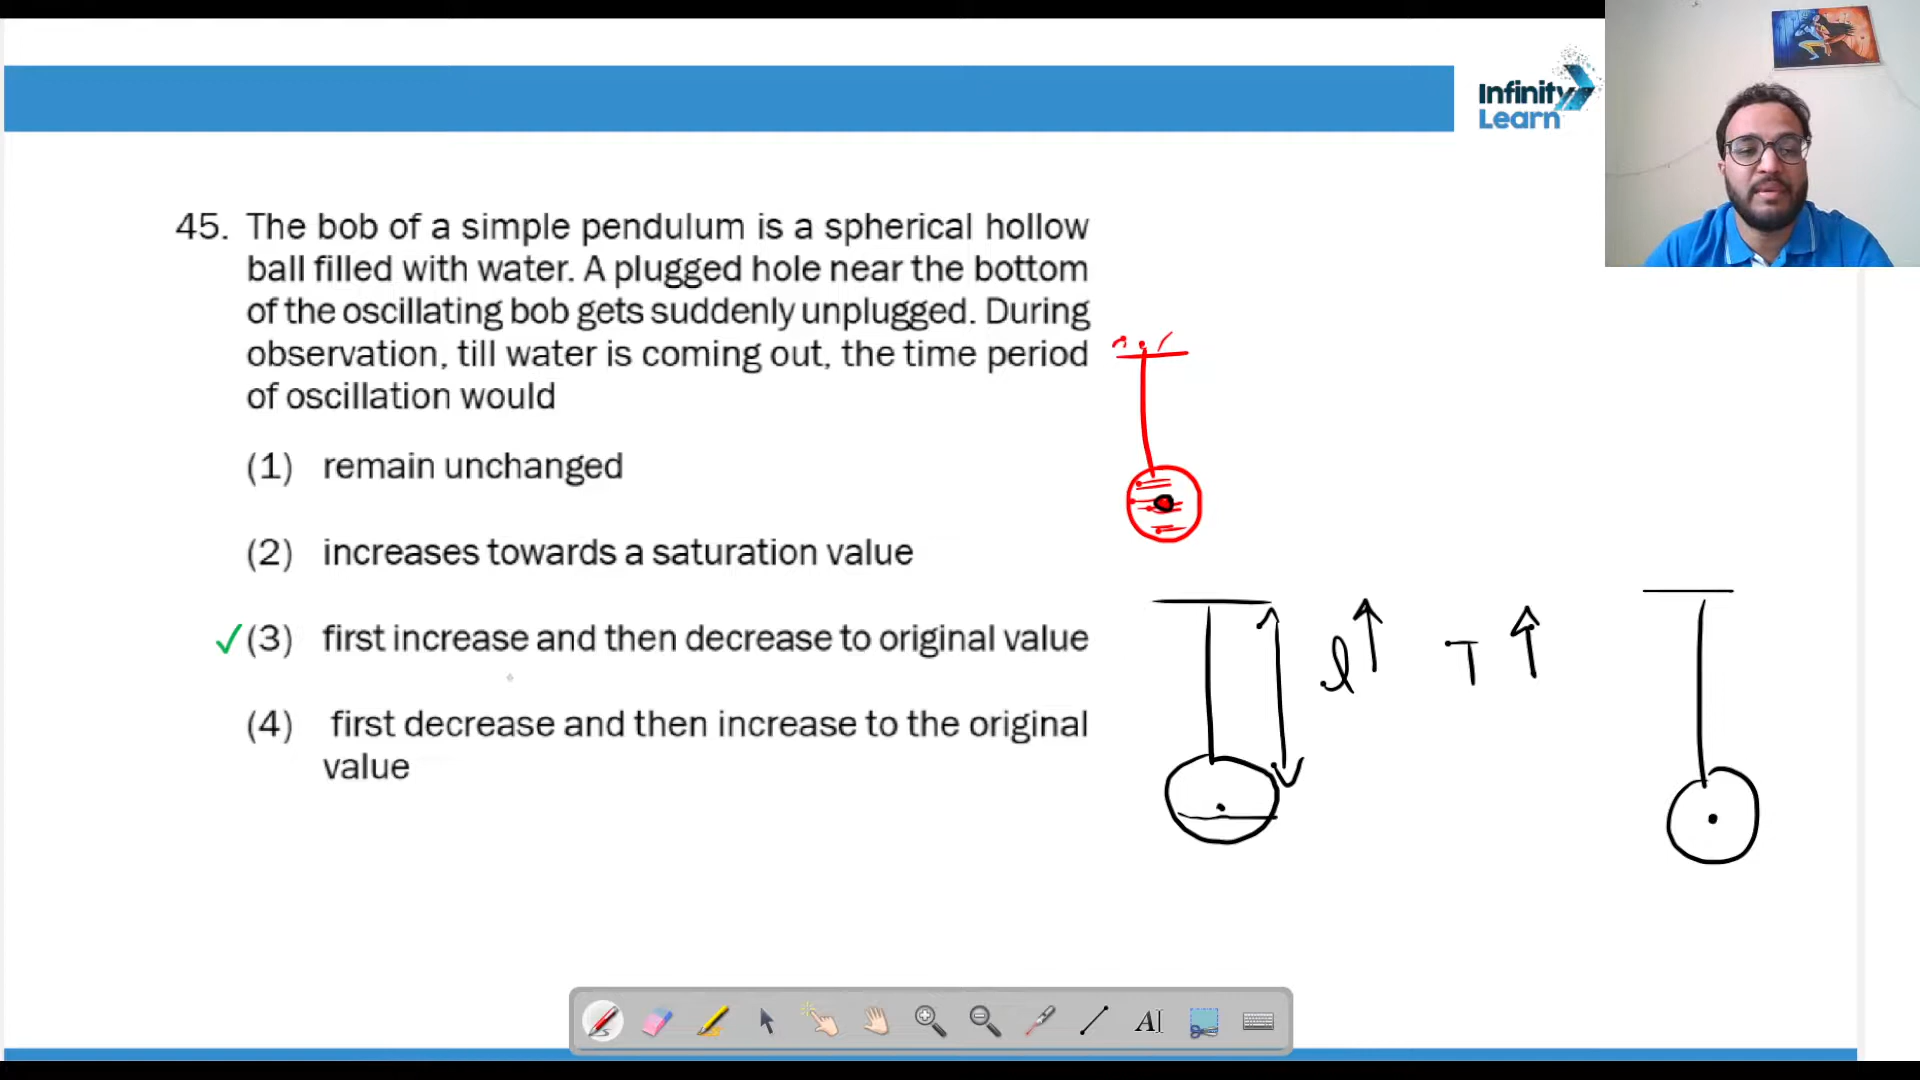 Infinity
Learn
45. The bob of a simple pendulum is a spherical hollow
ball filled with water. A plugged hole near the bottom
of the oscillating bob gets suddenly unplugged. During
observation, till water is coming out, the time period
of oscillation would
(1) remain unchanged
(2) increases towards a saturation value
✓(3) first increase and then decrease to original value
(4) first decrease and then increase to the original
value
l↑ T↑
A